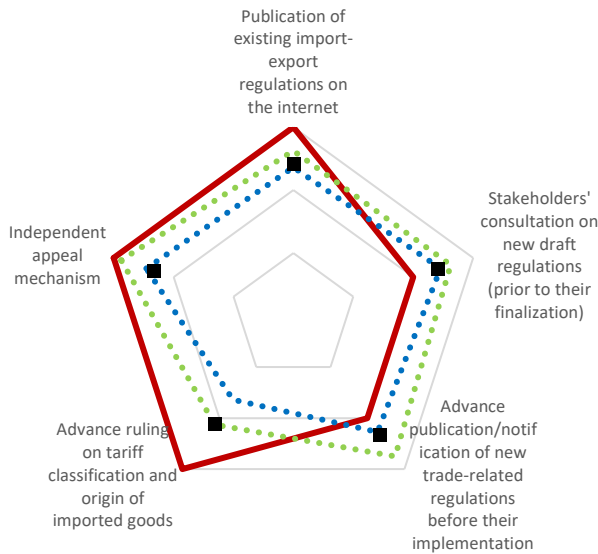 Publication of
existing import-
export
regulations on
the internet
Stakeholders'
consultation on
new draft
regulations
(prior to their
finalization)
Advance
publication/notif
ication of new
trade-related
regulations
before their
implementation
Advance ruling
on tariff
classification and
origin of
imported goods
Independent
appeal
mechanism